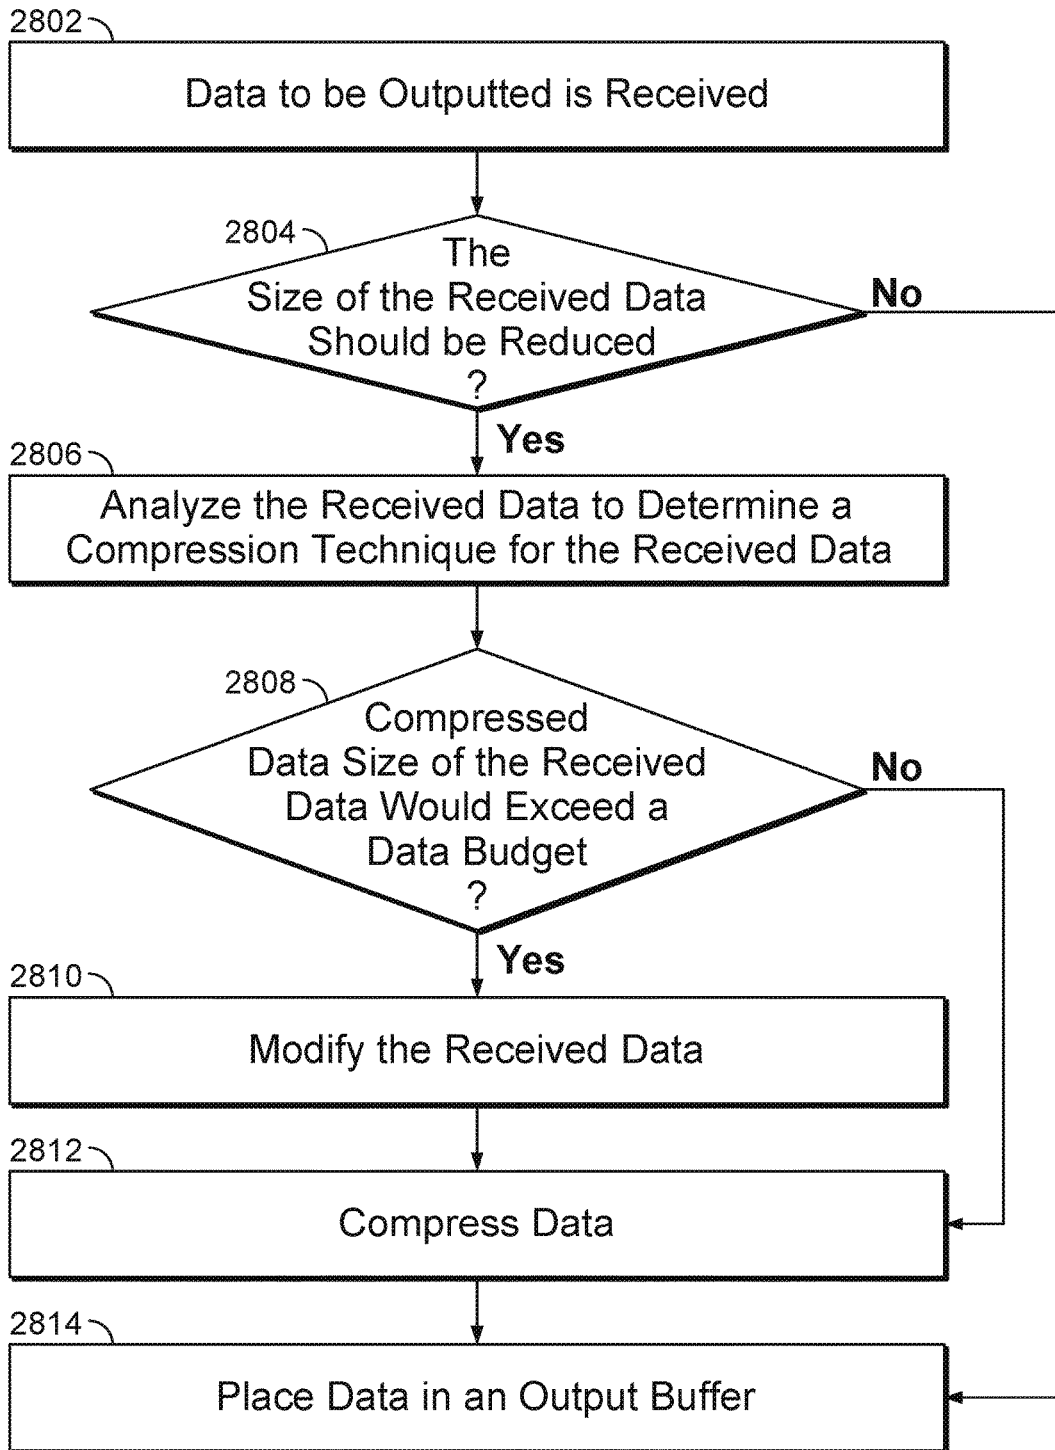 2802
Data to be Outputted is Received
2804
The
Size of the Received Data
Should be Reduced
?
No
Yes
2806
Analyze the Received Data to Determine a
Compression Technique for the Received Data
2808
Compressed
Data Size of the Received
Data Would Exceed a
Data Budget
?
No
Yes
2810
Modify the Received Data
2812
Compress Data
2814
Place Data in an Output Buffer